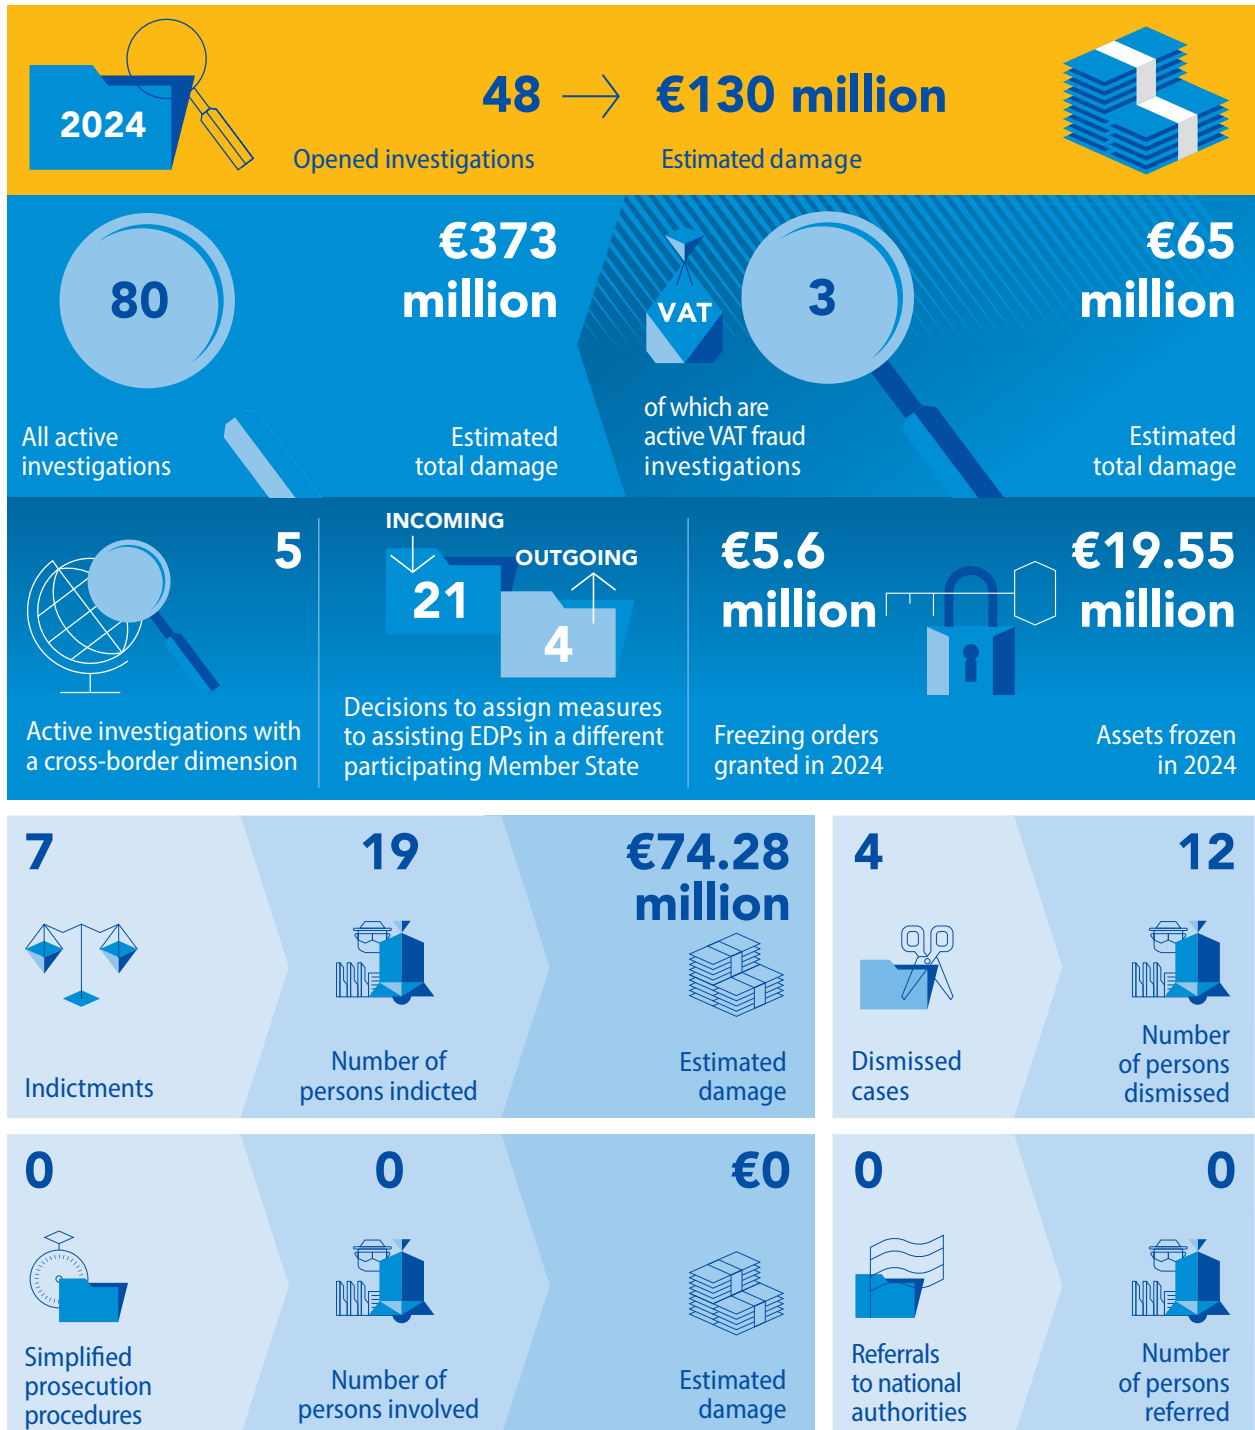 2024
48 → €130 million
Opened investigations
Estimated damage
80
€373
million
All active
investigations
Estimated
total damage
VAT
3
€65
million
of which are
active VAT fraud
investigations
Estimated
total damage
5
Active investigations with
a cross-border dimension
INCOMING
21
OUTGOING
4
Decisions to assign measures
to assisting EDPs in a different
participating Member State
€5.6
million
Freezing orders
granted in 2024
€19.55
million
Assets frozen
in 2024
7
Indictments
19
Number of
persons indicted
€74.28
million
Estimated
damage
4
Dismissed
cases
12
Number
of persons
dismissed
0
Simplified
prosecution
procedures
0
Number of
persons involved
€0
Estimated
damage
0
Referrals
to national
authorities
0
Number
of persons
referred